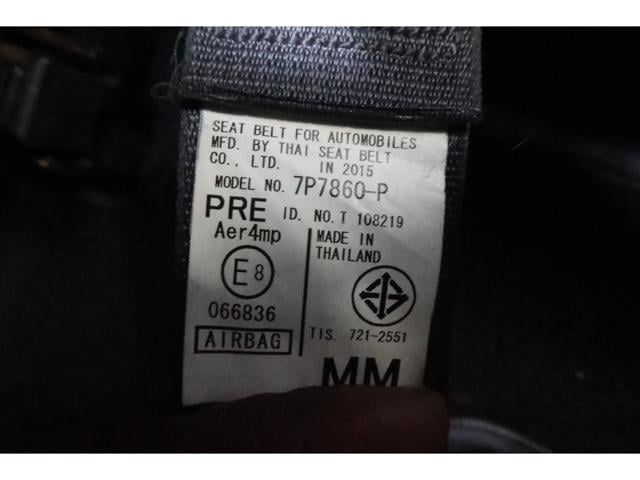 SEAT BELT FOR AUTOMOBILES
MFD. BY THAI SEAT BELT
CO., LTD. IN 2015
MODEL NO. 7P7860-P
PRE ID. NO. T 108219
Aer4mp
MADE IN
THAILAND
E8
066836
TIS. 721-2551
AIRBAG
MM